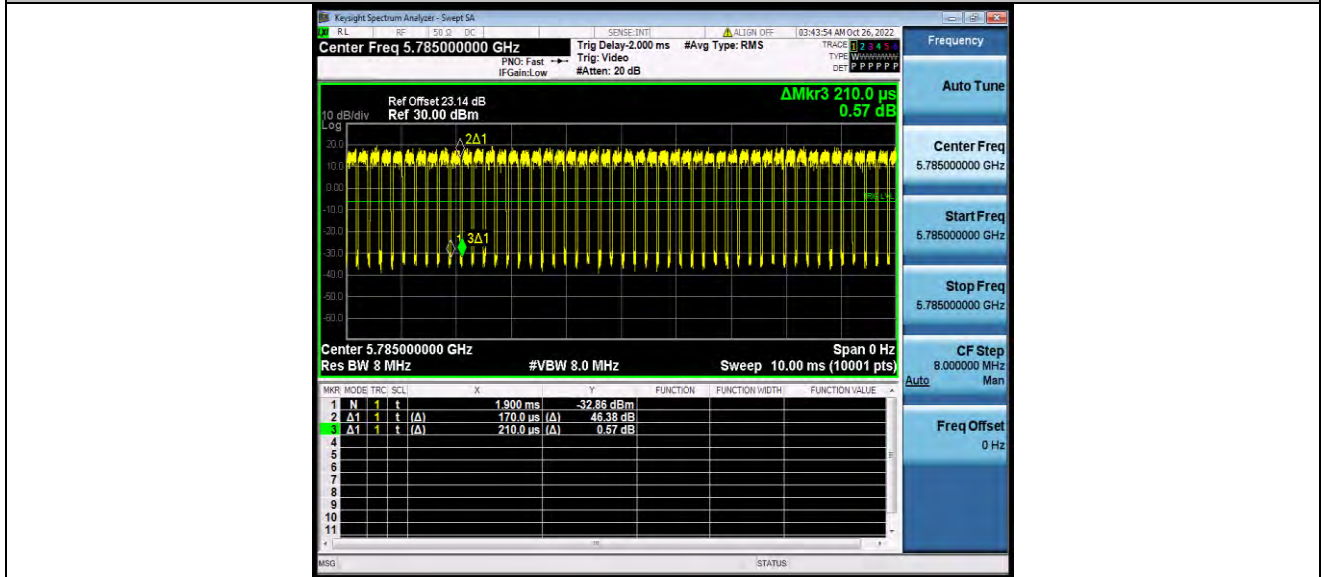 Keysight Spectrum Analyzer - Swept SA
RL RF 50 Ω DC SENSE:INT ALIGN OFF 03:43:54 AM Oct 26, 2022
Center Freq 5.785000000 GHz
PNO: Fast
IFGain:Low
Trig Delay-2.000 ms
Trig: Video
#Atten: 20 dB
#Avg Type: RMS
TRACE 1 2 3 4 5 6
TYPE WWWWWW
DET P P P P P P
Ref Offset 23.14 dB
Ref 30.00 dBm
10 dB/div
Log
ΔMkr3 210.0 µs
0.57 dB
20.0
10.0
0.00
-10.0
-20.0
-30.0
-40.0
-50.0
-60.0
2Δ1
TRIG LVL
1 3Δ1
Center 5.785000000 GHz Span 0 Hz
Res BW 8 MHz #VBW 8.0 MHz Sweep 10.00 ms (10001 pts)
MKR MODE TRC SCL X Y FUNCTION FUNCTION WIDTH FUNCTION VALUE
1 N 1 t 1.900 ms -32.86 dBm
2 Δ1 1 t (Δ) 170.0 µs (Δ) 46.38 dB
3 Δ1 1 t (Δ) 210.0 µs (Δ) 0.57 dB
4
5
6
7
8
9
10
11
MSG STATUS
Frequency
Auto Tune
Center Freq
5.785000000 GHz
Start Freq
5.785000000 GHz
Stop Freq
5.785000000 GHz
CF Step
8.000000 MHz
Auto Man
Freq Offset
0 Hz